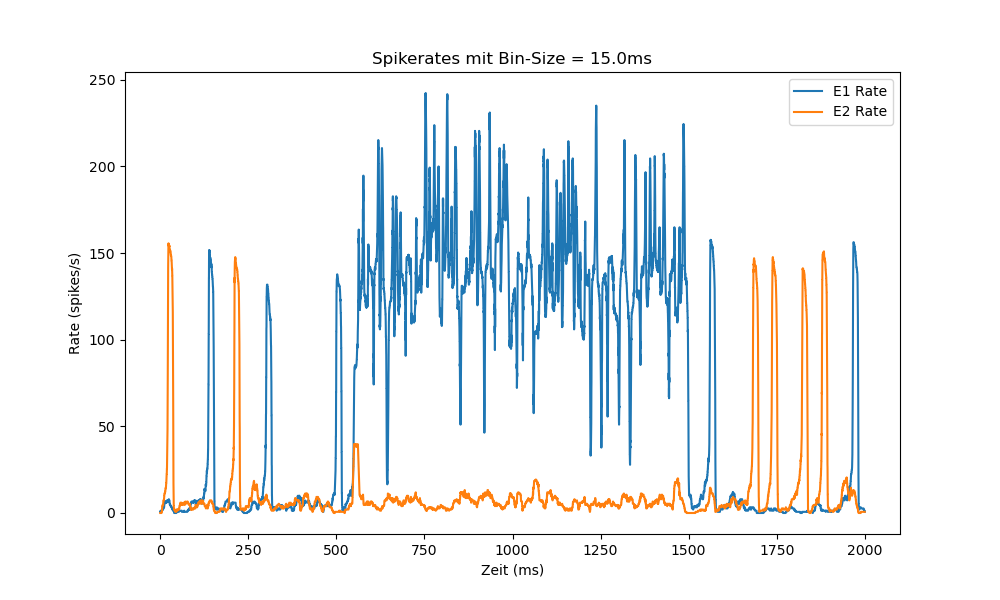 Spikerates mit Bin-Size = 15.0ms
E1 Rate
E2 Rate
250
200
150
100
50
0
Rate (spikes/s)
0 250 500 750 1000 1250 1500 1750 2000
Zeit (ms)